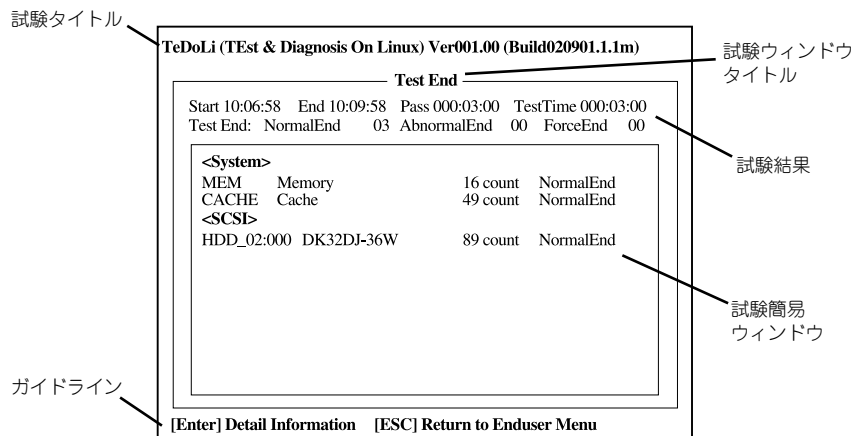 試験タイトル
TeDoLi (TEst & Diagnosis On Linux) Ver001.00 (Build020901.1.1m)
試験ウィンドウ
タイトル
Test End
Start 10:06:58 End 10:09:58 Pass 000:03:00 TestTime 000:03:00
Test End: NormalEnd 03 AbnormalEnd 00 ForceEnd 00
試験結果
<System>
MEM Memory 16 count NormalEnd
CACHE Cache 49 count NormalEnd
<SCSI>
HDD_02:000 DK32DJ-36W 89 count NormalEnd
試験簡易
ウィンドウ
ガイドライン
[Enter] Detail Information [ESC] Return to Enduser Menu